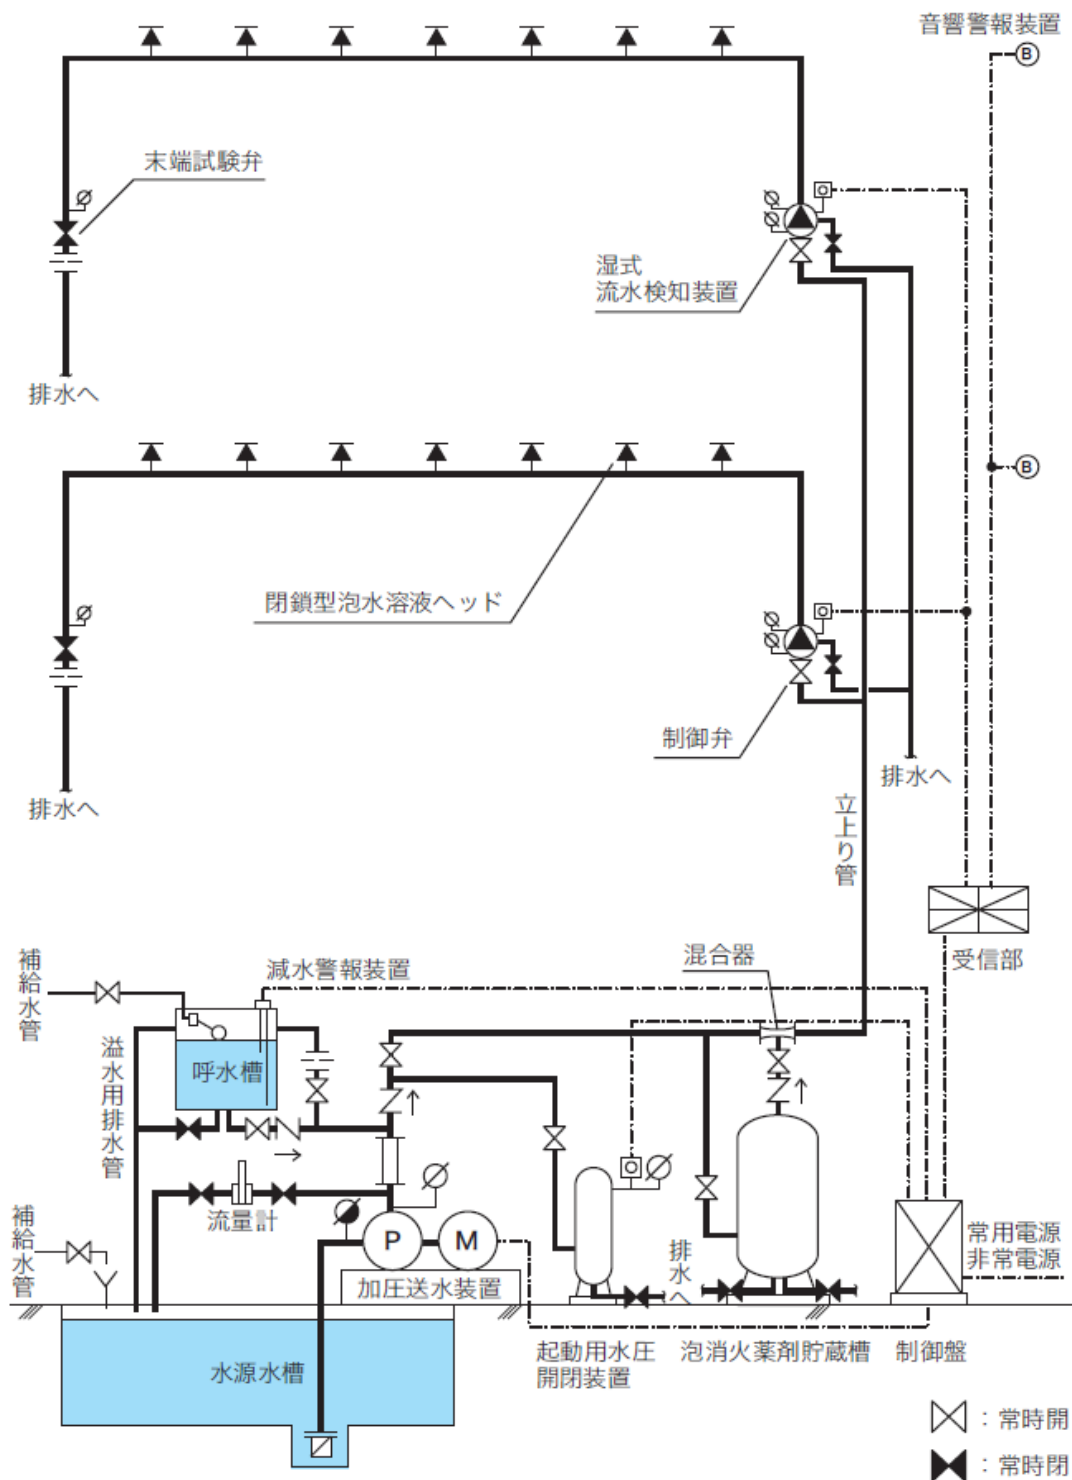 音響警報装置
B
末端試験弁
湿式
流水検知装置
排水へ
B
閉鎖型泡水溶液ヘッド
制御弁
排水へ
排水へ
立上り管
受信部
混合器
補給水管
減水警報装置
溢水用排水管
呼水槽
補給水管
流量計
P
M
加圧送水装置
排水へ
常用電源
非常電源
水源水槽
起動用水圧
開閉装置
泡消火薬剤貯蔵槽
制御盤
：常時開
：常時閉